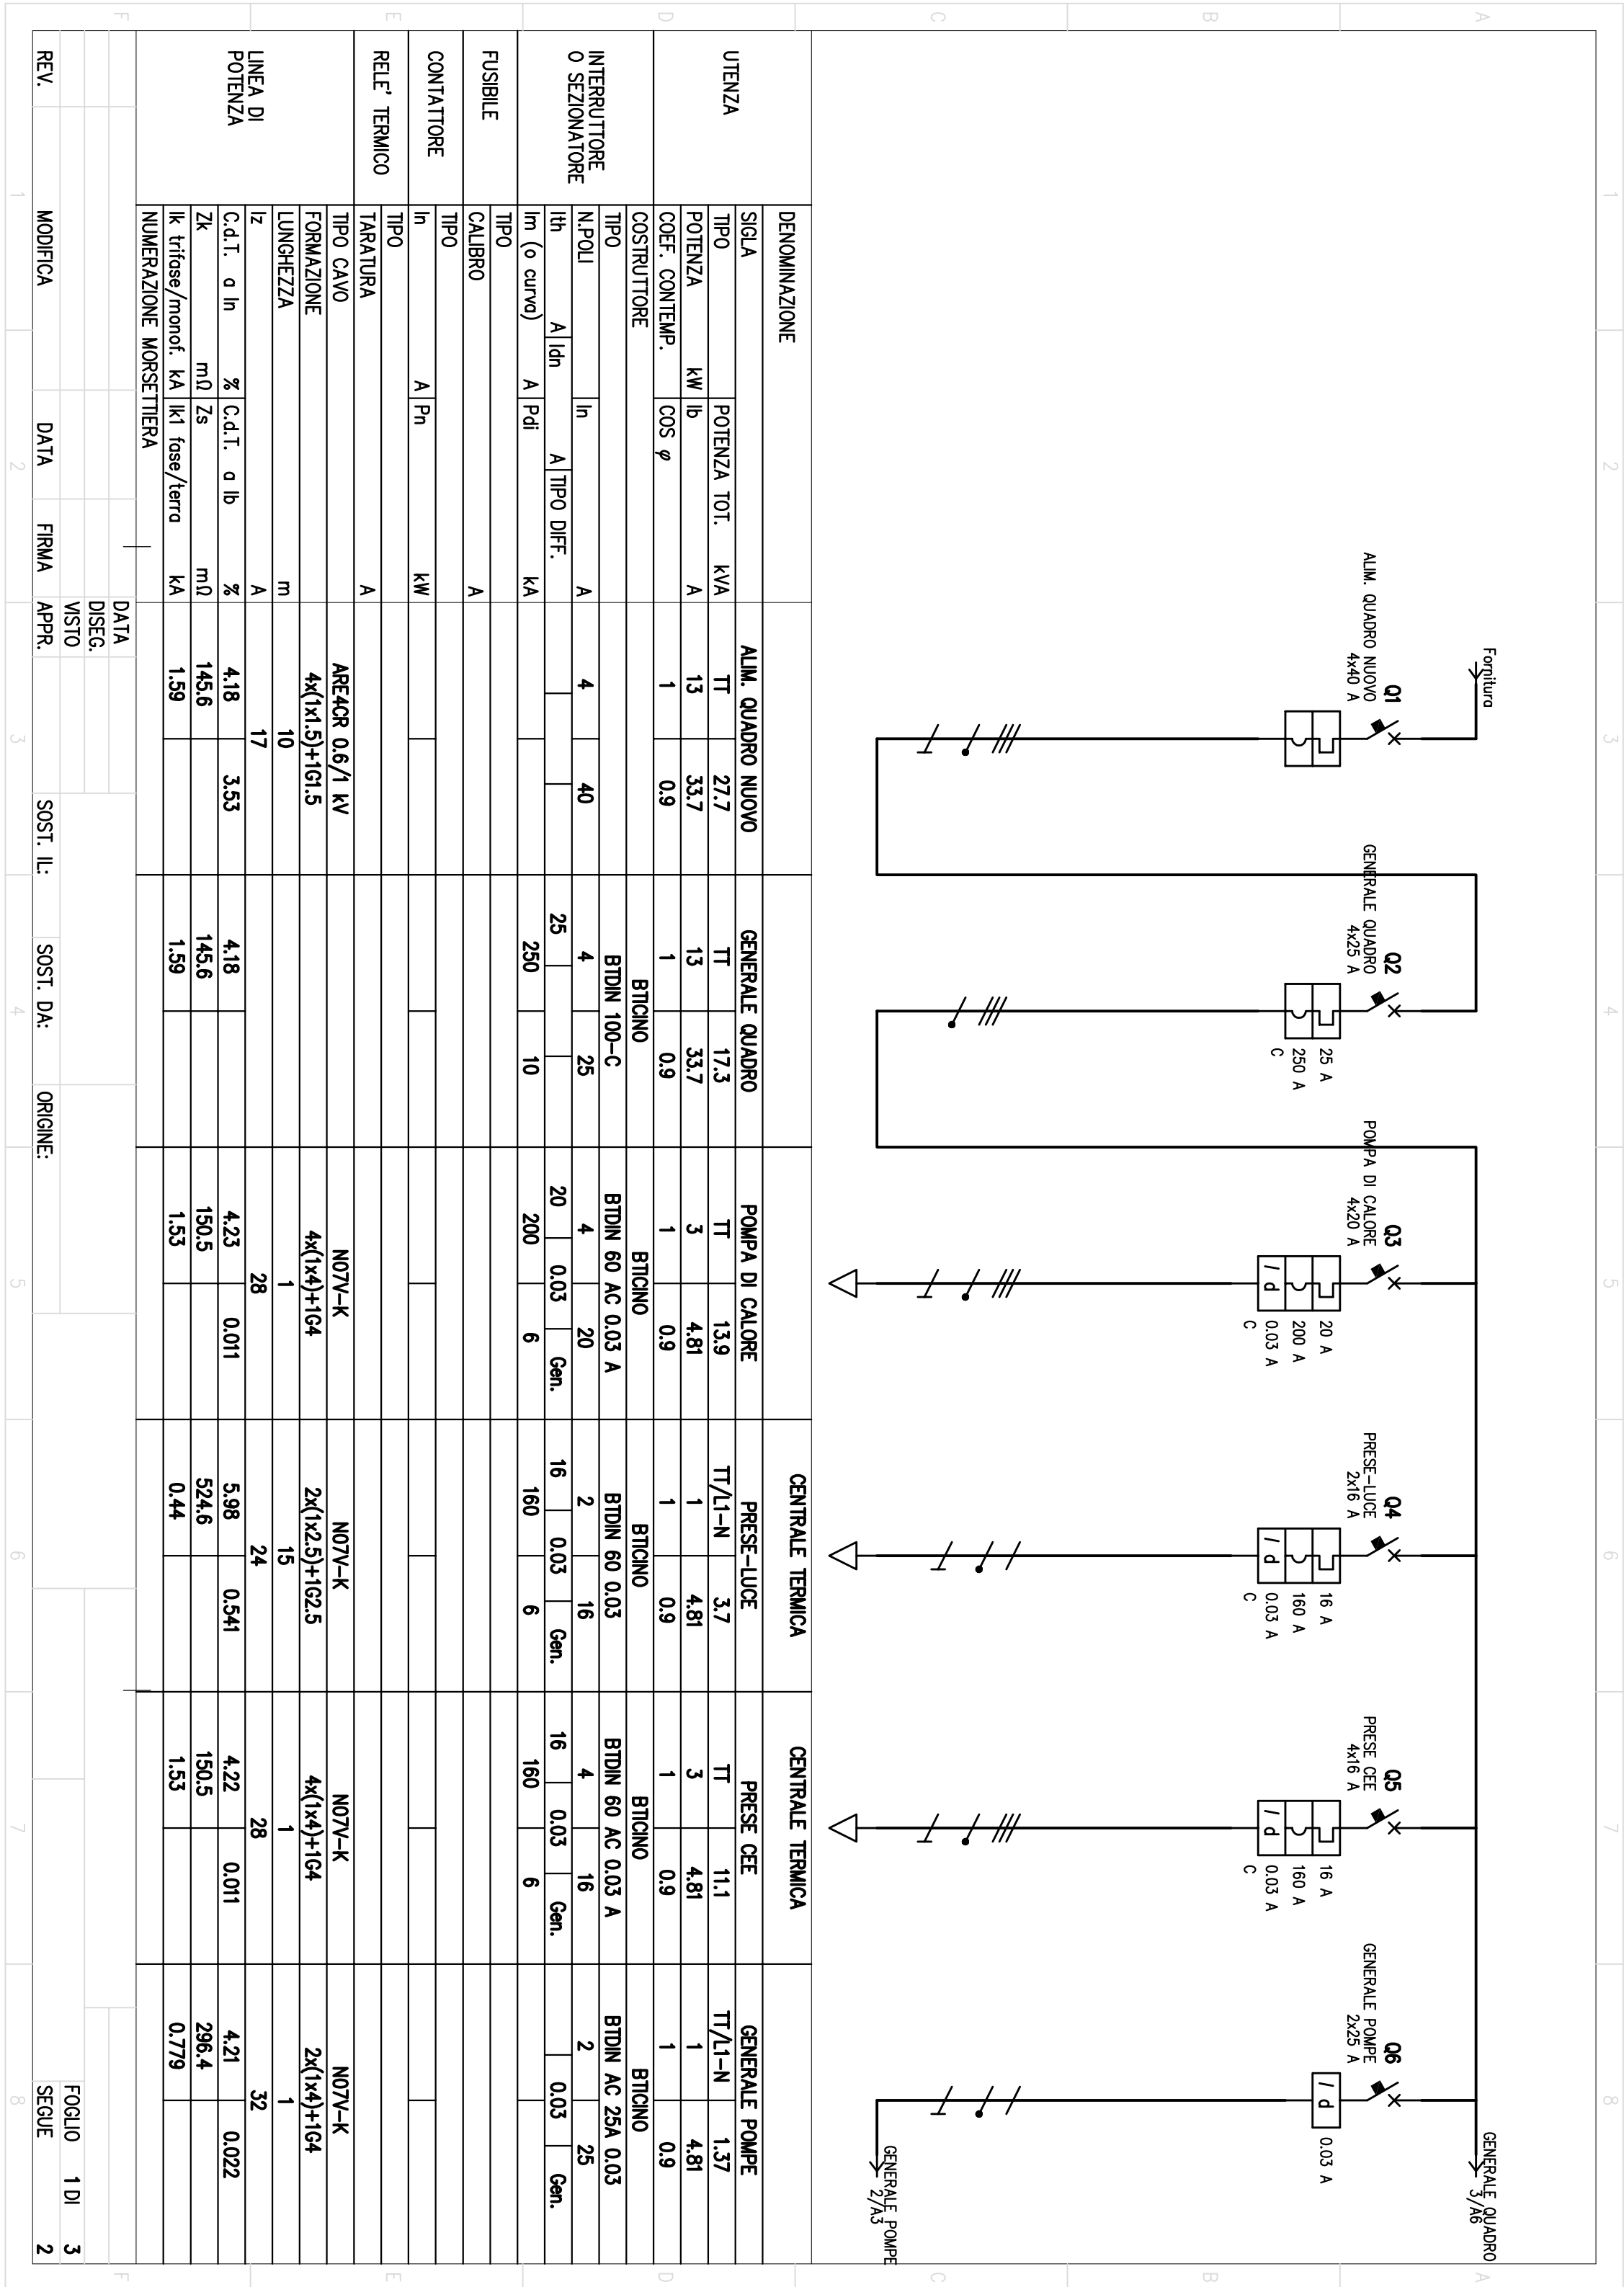 1 2 3 4 5 6 7 8
A
B
C
D
E
F
Fornitura
GENERALE QUADRO
3/A6
Q1
ALIM. QUADRO NUOVO
4x40 A
Q2
GENERALE QUADRO
4x25 A
25 A
250 A
C
Q3
POMPA DI CALORE
4x20 A
20 A
200 A
I d 0.03 A
C
Q4
PRESE-LUCE
2x16 A
16 A
160 A
I d 0.03 A
C
Q5
PRESE CEE
4x16 A
16 A
160 A
I d 0.03 A
C
Q6
GENERALE POMPE
2x25 A
I d 0.03 A
GENERALE POMPE
2/A3
UTENZA
DENOMINAZIONE CENTRALE TERMICA CENTRALE TERMICA
SIGLA ALIM. QUADRO NUOVO GENERALE QUADRO POMPA DI CALORE PRESE-LUCE PRESE CEE GENERALE POMPE
TIPO POTENZA TOT. kVA TT 27.7 TT 17.3 TT 13.9 TT/L1-N 3.7 TT 11.1 TT/L1-N 1.37
POTENZA kW Ib A 13 33.7 13 33.7 3 4.81 1 4.81 3 4.81 1 4.81
COEF. CONTEMP. COS φ 1 0.9 1 0.9 1 0.9 1 0.9 1 0.9 1 0.9
INTERRUTTORE
O SEZIONATORE
COSTRUTTORE BTICINO BTICINO BTICINO BTICINO BTICINO
TIPO BTDIN 100-C BTDIN 60 AC 0.03 A BTDIN 60 0.03 BTDIN 60 AC 0.03 A BTDIN AC 25A 0.03
N.POLI In A 4 40 4 25 4 20 2 16 4 16 2 25
Ith A Idn A TIPO DIFF. 25 20 0.03 Gen. 16 0.03 Gen. 16 0.03 Gen. 0.03 Gen.
Im (o curva) A Pdi kA 250 10 200 6 160 6 160 6
FUSIBILE
TIPO
CALIBRO A
CONTATTORE
TIPO
In A Pn kW
RELE' TERMICO
TIPO
TARATURA A
LINEA DI
POTENZA
TIPO CAVO ARE4CR 0.6/1 kV N07V-K N07V-K N07V-K N07V-K
FORMAZIONE 4x(1x1.5)+1G1.5 4x(1x4)+1G4 2x(1x2.5)+1G2.5 4x(1x4)+1G4 2x(1x4)+1G4
LUNGHEZZA m 10 1 15 1 1
Iz A 17 28 24 28 32
C.d.T. a In % C.d.T. a Ib % 4.18 3.53 4.18 4.23 0.011 5.98 0.541 4.22 0.011 4.21 0.022
Zk mΩ Zs mΩ 145.6 145.6 150.5 524.6 150.5 296.4
Ik trifase/monof. kA Ik1 fase/terra kA 1.59 1.59 1.53 0.44 1.53 0.779
NUMERAZIONE MORSETTIERA
DATA
DISEG.
VISTO
FOGLIO 1 DI 3
REV. MODIFICA DATA FIRMA APPR. SOST. IL: SOST. DA: ORIGINE: SEGUE 2
A
B
C
D
E
F
1 2 3 4 5 6 7 8